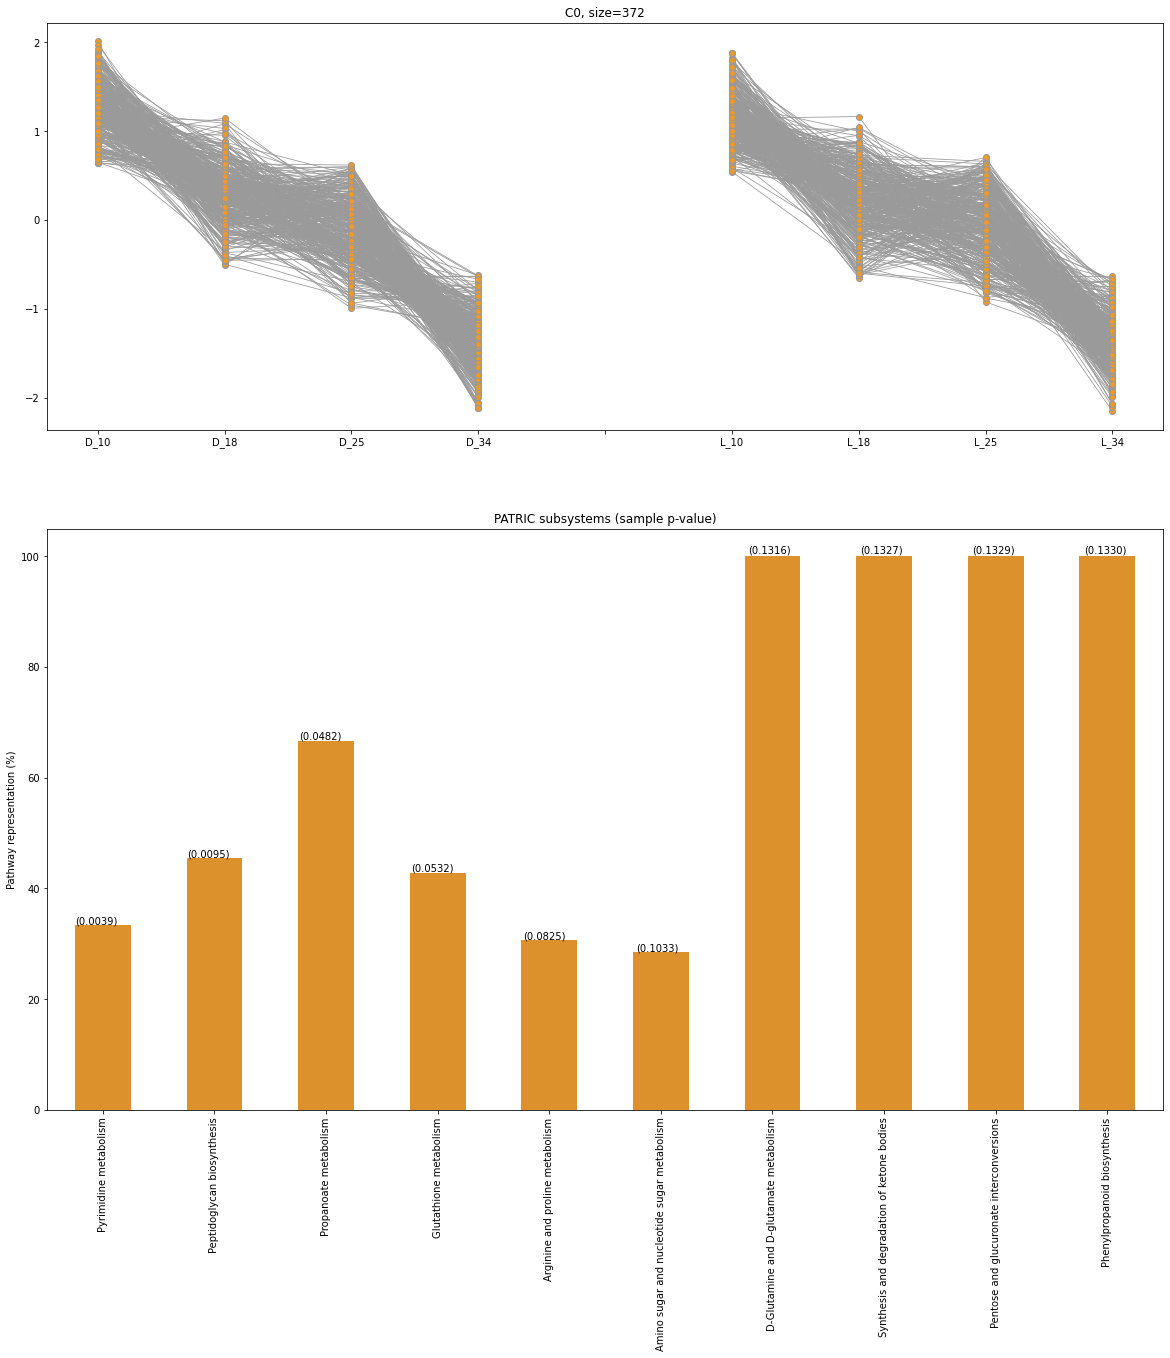 C0, size=372
2
1
0
−1
−2
D_10 D_18 D_25 D_34 L_10 L_18 L_25 L_34
PATRIC subsystems (sample p-value)
Pathway representation (%)
100
80
60
40
20
0
(0.0039)
(0.0095)
(0.0482)
(0.0532)
(0.0825)
(0.1033)
(0.1316)
(0.1327)
(0.1329)
(0.1330)
Pyrimidine metabolism
Peptidoglycan biosynthesis
Propanoate metabolism
Glutathione metabolism
Arginine and proline metabolism
Amino sugar and nucleotide sugar metabolism
D-Glutamine and D-glutamate metabolism
Synthesis and degradation of ketone bodies
Pentose and glucuronate interconversions
Phenylpropanoid biosynthesis